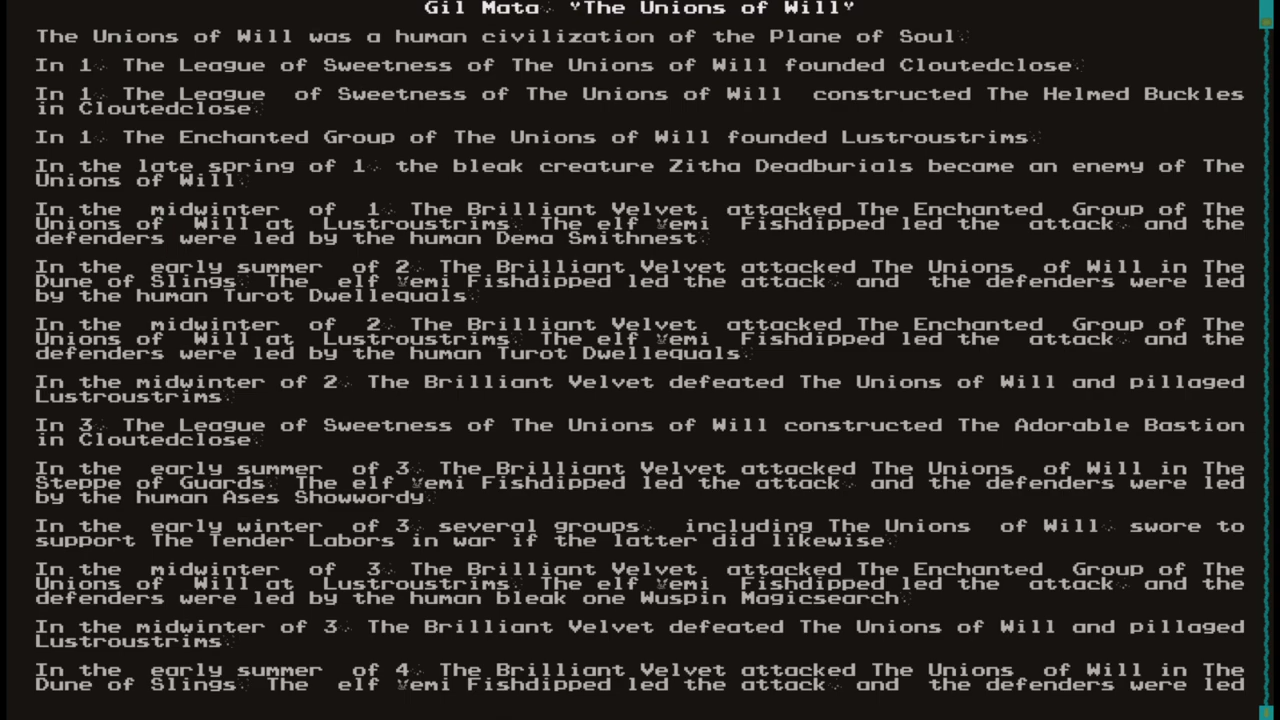 Gil Mata, "The Unions of Will"
The Unions of Will was a human civilization of the Plane of Soul.
In 1, The League of Sweetness of The Unions of Will founded Cloutedclose.
In 1, The League of Sweetness of The Unions of Will constructed The Helmed Buckles
in Cloutedclose.
In 1, The Enchanted Group of The Unions of Will founded Lustroustrims.
In the late spring of 1, the bleak creature Zitha Deadburials became an enemy of The
Unions of Will.
In the midwinter of 1, The Brilliant Velvet attacked The Enchanted Group of The
Unions of Will at Lustroustrims. The elf Yemi Fishdipped led the attack, and the
defenders were led by the human Dema Smithnest.
In the early summer of 2, The Brilliant Velvet attacked The Unions of Will in The
Dune of Slings. The elf Yemi Fishdipped led the attack, and the defenders were led
by the human Turot Dwellequals.
In the midwinter of 2, The Brilliant Velvet attacked The Enchanted Group of The
Unions of Will at Lustroustrims. The elf Yemi Fishdipped led the attack, and the
defenders were led by the human Turot Dwellequals.
In the midwinter of 2, The Brilliant Velvet defeated The Unions of Will and pillaged
Lustroustrims.
In 3, The League of Sweetness of The Unions of Will constructed The Adorable Bastion
in Cloutedclose.
In the early summer of 3, The Brilliant Velvet attacked The Unions of Will in The
Steppe of Guards. The elf Yemi Fishdipped led the attack, and the defenders were led
by the human Ases Showwordy.
In the early winter of 3, several groups, including The Unions of Will, swore to
support The Tender Labors in war if the latter did likewise.
In the midwinter of 3, The Brilliant Velvet attacked The Enchanted Group of The
Unions of Will at Lustroustrims. The elf Yemi Fishdipped led the attack, and the
defenders were led by the human bleak one Wuspin Magicsearch.
In the midwinter of 3, The Brilliant Velvet defeated The Unions of Will and pillaged
Lustroustrims.
In the early summer of 4, The Brilliant Velvet attacked The Unions of Will in The
Dune of Slings. The elf Yemi Fishdipped led the attack, and the defenders were led